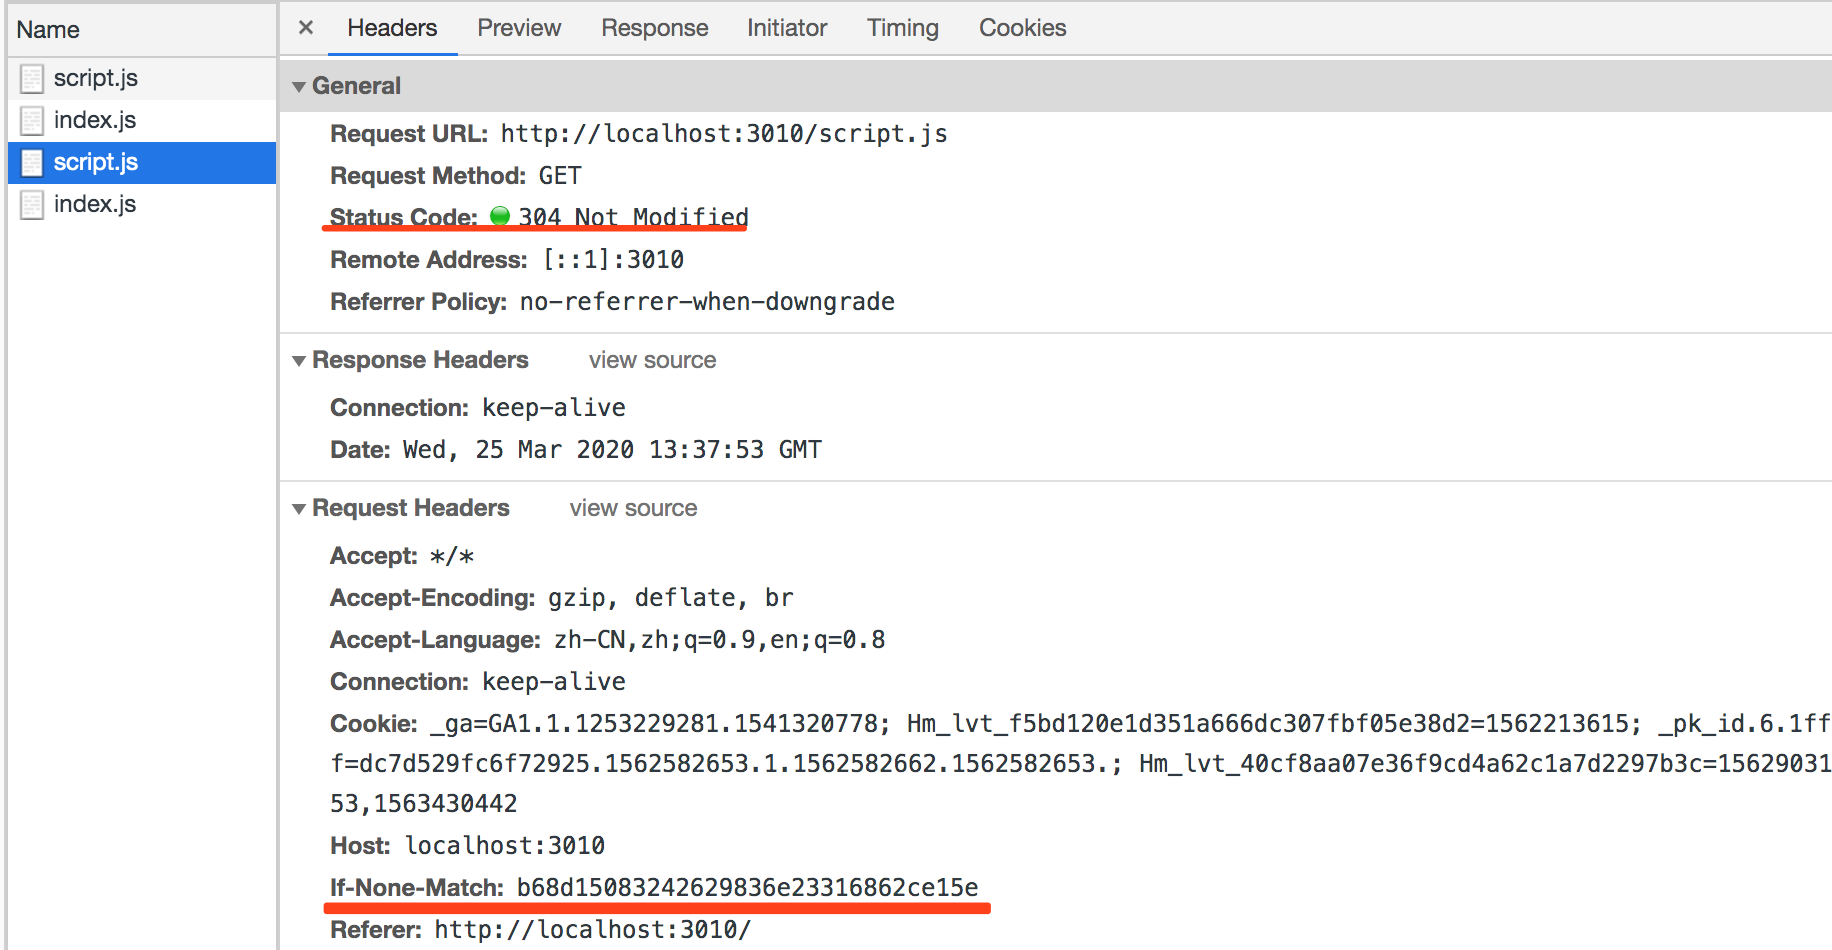 Name
script.js
index.js
script.js
index.js
× Headers Preview Response Initiator Timing Cookies
General
Request URL: http://localhost:3010/script.js
Request Method: GET
Status Code: 304 Not Modified
Remote Address: [::1]:3010
Referrer Policy: no-referrer-when-downgrade
Response Headers view source
Connection: keep-alive
Date: Wed, 25 Mar 2020 13:37:53 GMT
Request Headers view source
Accept: */*
Accept-Encoding: gzip, deflate, br
Accept-Language: zh-CN,zh;q=0.9,en;q=0.8
Connection: keep-alive
Cookie: _ga=GA1.1.1253229281.1541320778; Hm_lvt_f5bd120e1d351a666dc307fbf05e38d2=1562213615; _pk_id.6.1ff
f=dc7d529fc6f72925.1562582653.1.1562582662.1562582653.; Hm_lvt_40cf8aa07e36f9cd4a62c1a7d2297b3c=15629031
53,1563430442
Host: localhost:3010
If-None-Match: b68d15083242629836e23316862ce15e
Referer: http://localhost:3010/